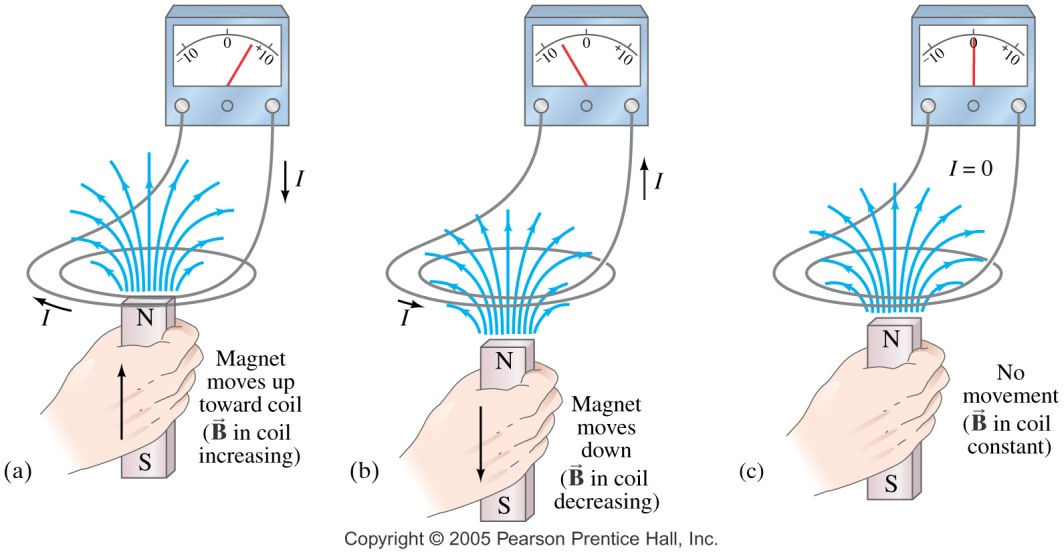 -10 0 +10
I
I
N
S
Magnet
moves up
toward coil
(B⃗ in coil
increasing)
(a)
-10 0 +10
I
I
N
S
Magnet
moves
down
(B⃗ in coil
decreasing)
(b)
-10 0 +10
I = 0
N
S
No
movement
(B⃗ in coil
constant)
(c)
Copyright © 2005 Pearson Prentice Hall, Inc.